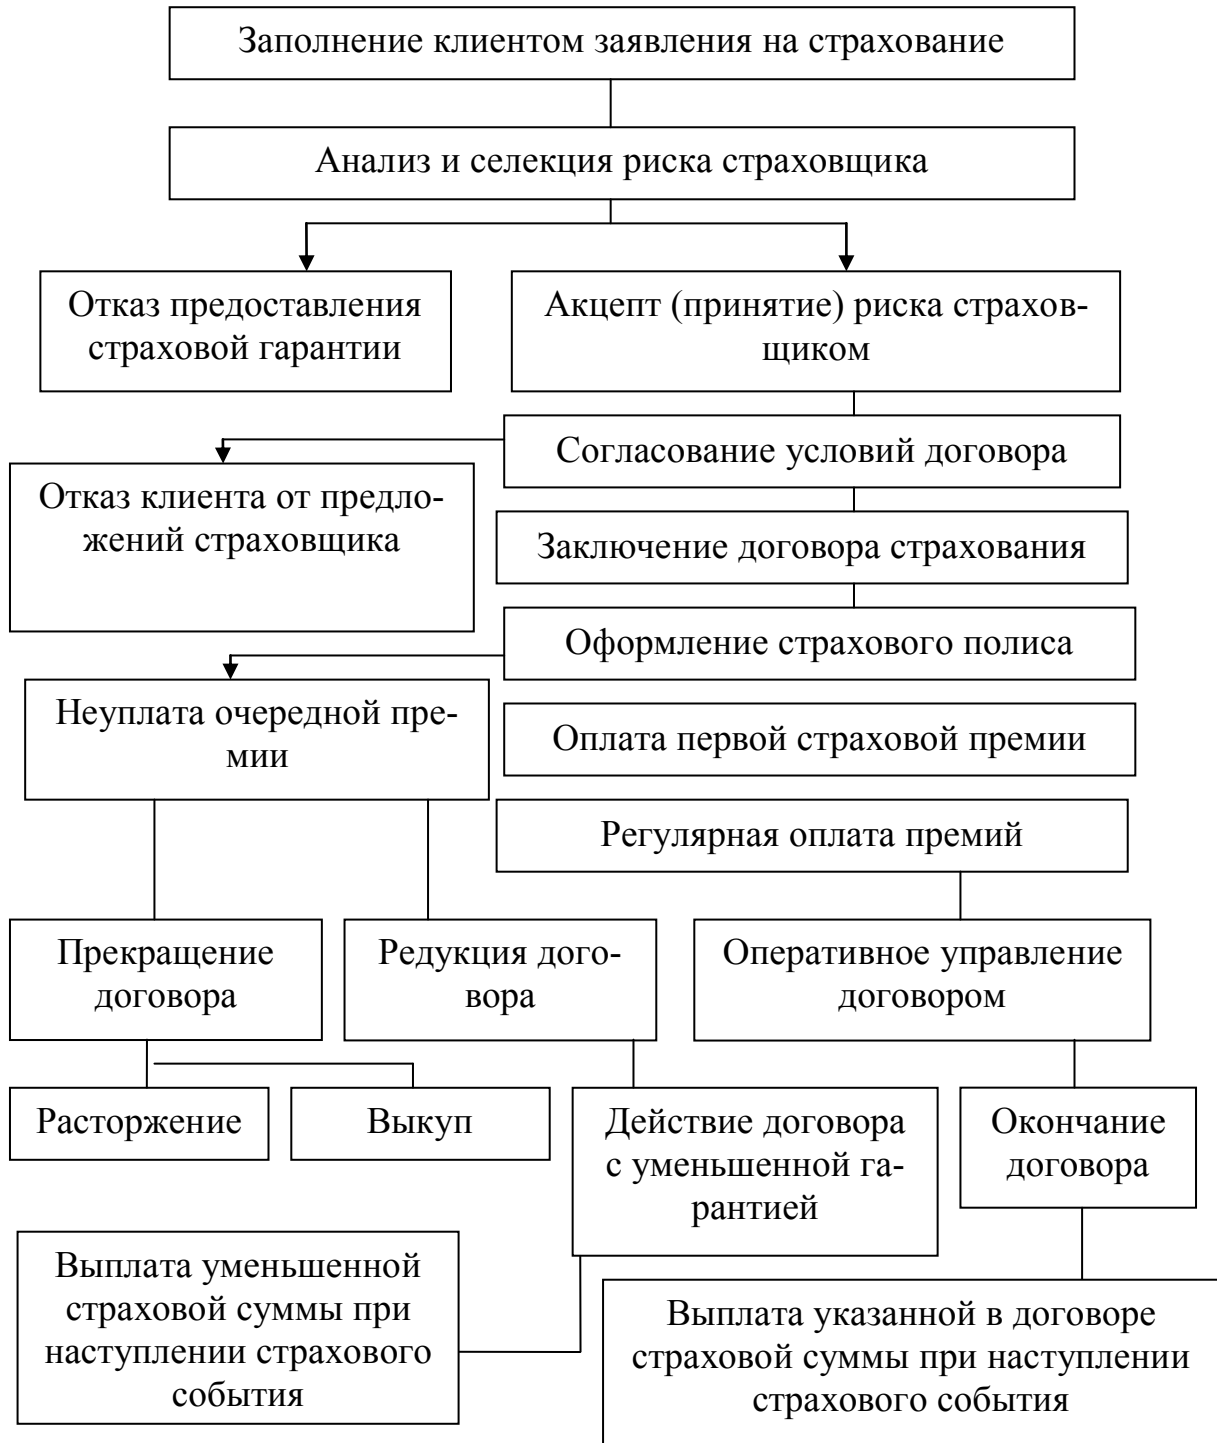 Заполнение клиентом заявления на страхование
Анализ и селекция риска страховщика
Отказ предоставления
страховой гарантии
Акцепт (принятие) риска страхов-
щиком
Согласование условий договора
Отказ клиента от предло-
жений страховщика
Заключение договора страхования
Оформление страхового полиса
Неуплата очередной пре-
мии
Оплата первой страховой премии
Регулярная оплата премий
Прекращение
договора
Редукция дого-
вора
Оперативное управление
договором
Расторжение
Выкуп
Действие договора
с уменьшенной га-
рантией
Окончание
договора
Выплата уменьшенной
страховой суммы при
наступлении страхового
события
Выплата указанной в договоре
страховой суммы при наступлении
страхового события